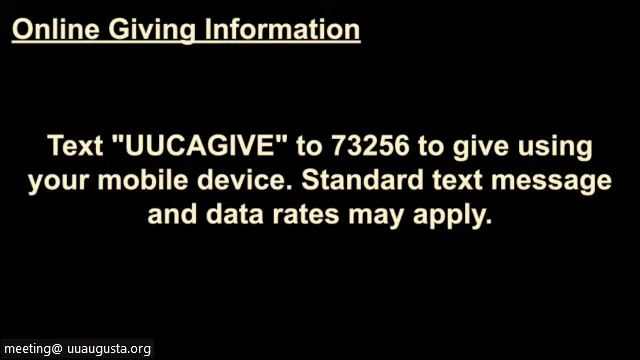 Online Giving Information
Text "UUCAGIVE" to 73256 to give using
your mobile device. Standard text message
and data rates may apply.
meeting@ uuaugusta.org